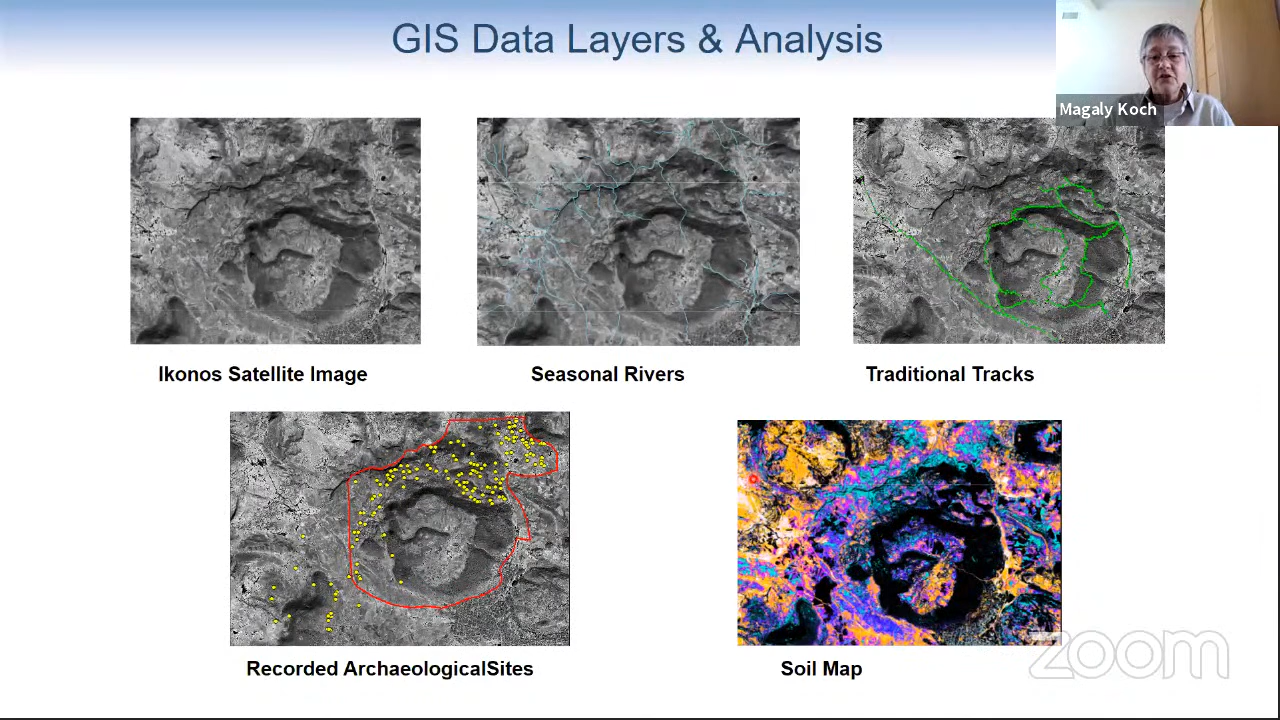 GIS Data Layers & Analysis
Magaly Koch
Ikonos Satellite Image
Seasonal Rivers
Traditional Tracks
Recorded ArchaeologicalSites
Soil Map
zoom